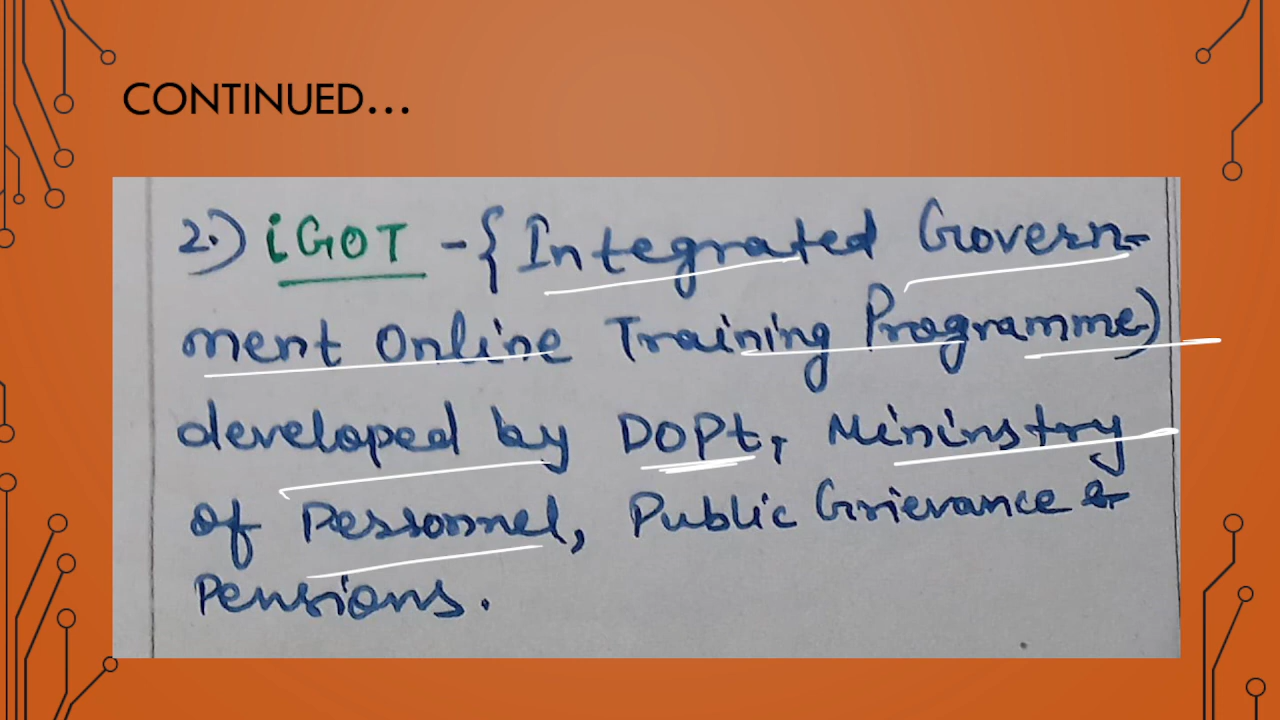 CONTINUED...
2.) iGOT - { Integrated Govern-
ment Online Training Programme)
developed by DOPt, Mininstry
of Personnel, Public Grievance &
Pensions.